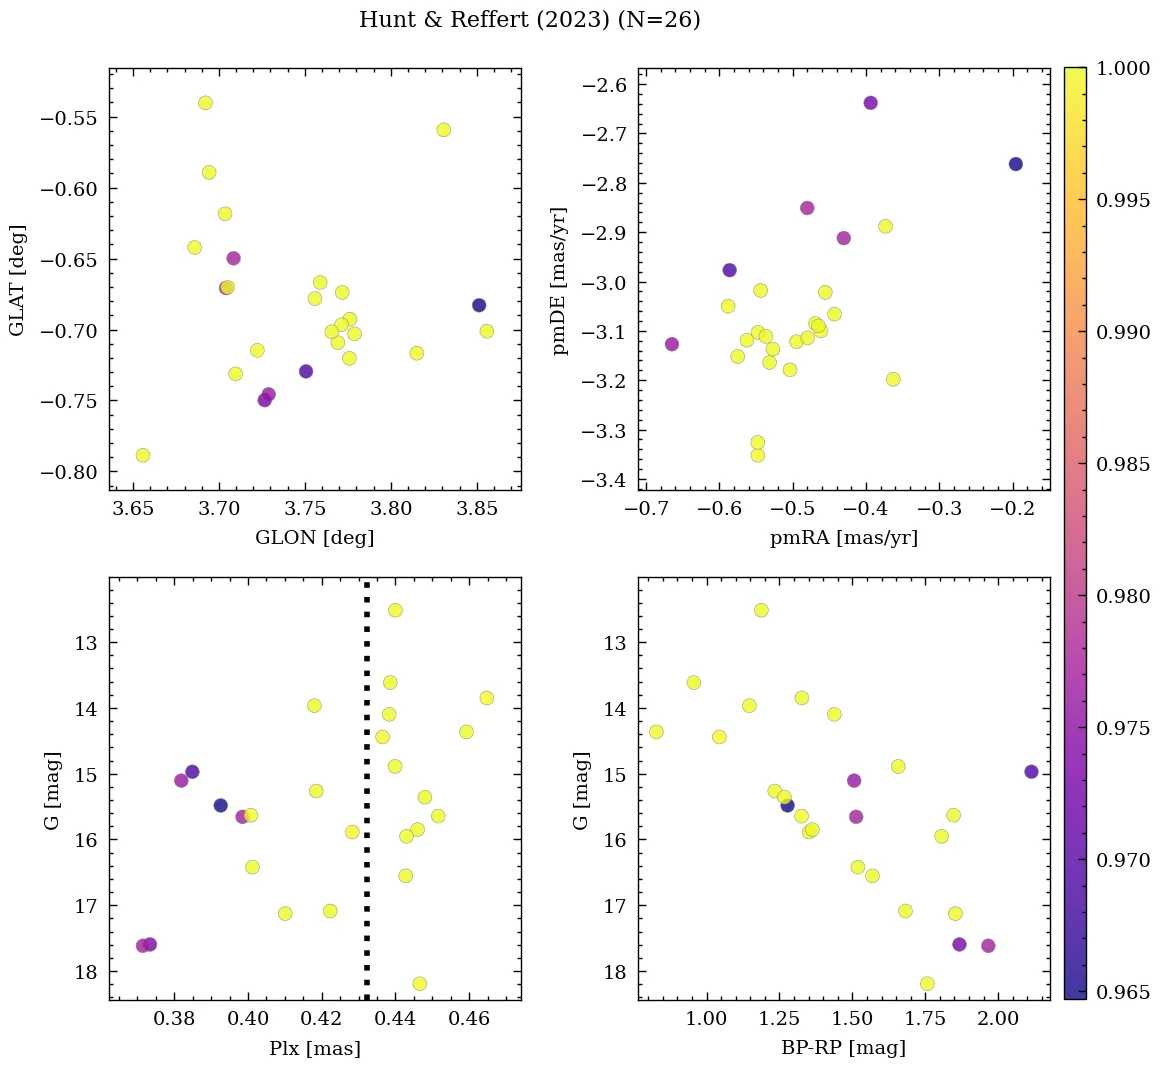 Hunt & Reffert (2023) (N=26)
−0.55
−0.60
−0.65
−0.70
−0.75
−0.80
GLAT [deg]
3.65 3.70 3.75 3.80 3.85
GLON [deg]
−2.6
−2.7
−2.8
−2.9
−3.0
−3.1
−3.2
−3.3
−3.4
pmDE [mas/yr]
−0.7 −0.6 −0.5 −0.4 −0.3 −0.2
pmRA [mas/yr]
13
14
15
16
17
18
G [mag]
0.38 0.40 0.42 0.44 0.46
Plx [mas]
13
14
15
16
17
18
G [mag]
1.00 1.25 1.50 1.75 2.00
BP-RP [mag]
1.000
0.995
0.990
0.985
0.980
0.975
0.970
0.965